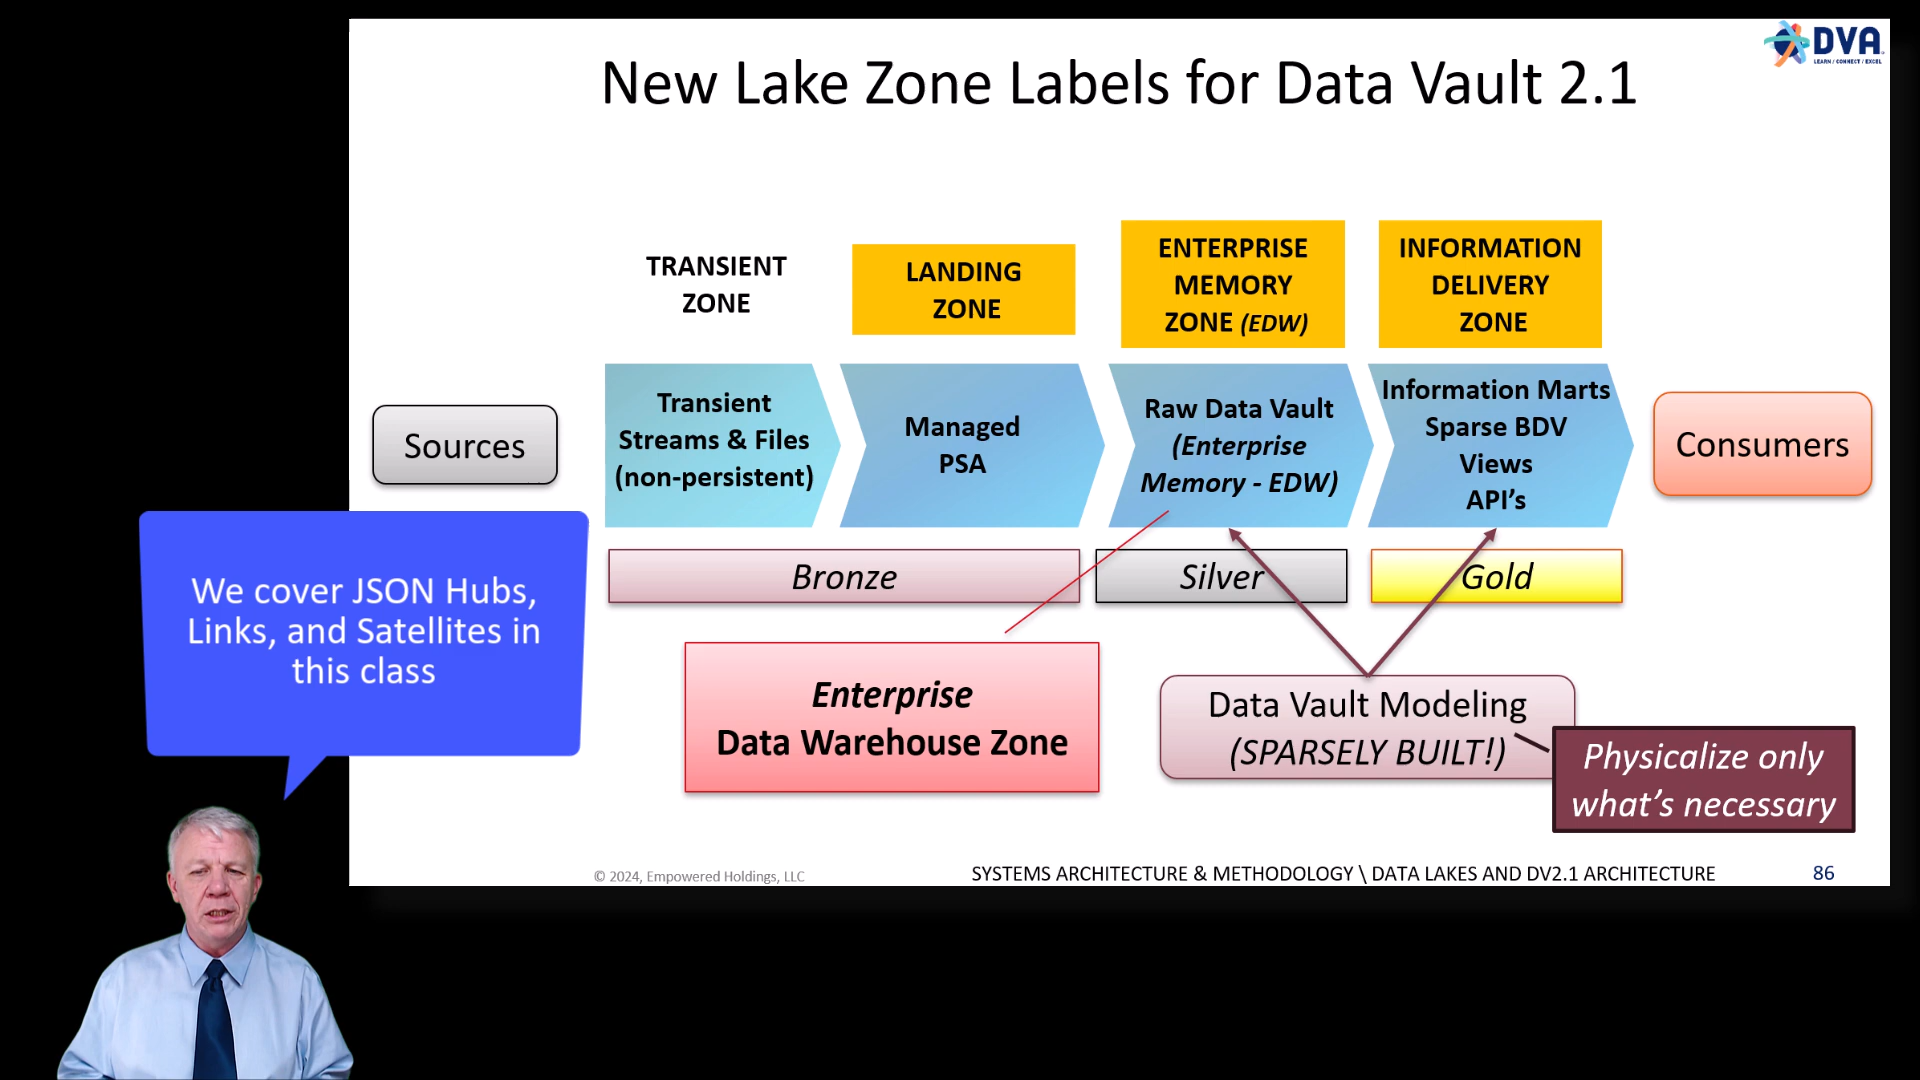 DVA
LEARN / CONNECT / EXCEL
New Lake Zone Labels for Data Vault 2.1
TRANSIENT
ZONE
LANDING
ZONE
ENTERPRISE
MEMORY
ZONE (EDW)
INFORMATION
DELIVERY
ZONE
Sources
Transient
Streams & Files
(non-persistent)
Managed
PSA
Raw Data Vault
(Enterprise
Memory - EDW)
Information Marts
Sparse BDV
Views
API's
Consumers
Bronze
Silver
Gold
We cover JSON Hubs,
Links, and Satellites in
this class
Enterprise
Data Warehouse Zone
Data Vault Modeling
(SPARSELY BUILT!)
Physicalize only
what's necessary
© 2024, Empowered Holdings, LLC
SYSTEMS ARCHITECTURE & METHODOLOGY \ DATA LAKES AND DV2.1 ARCHITECTURE
86